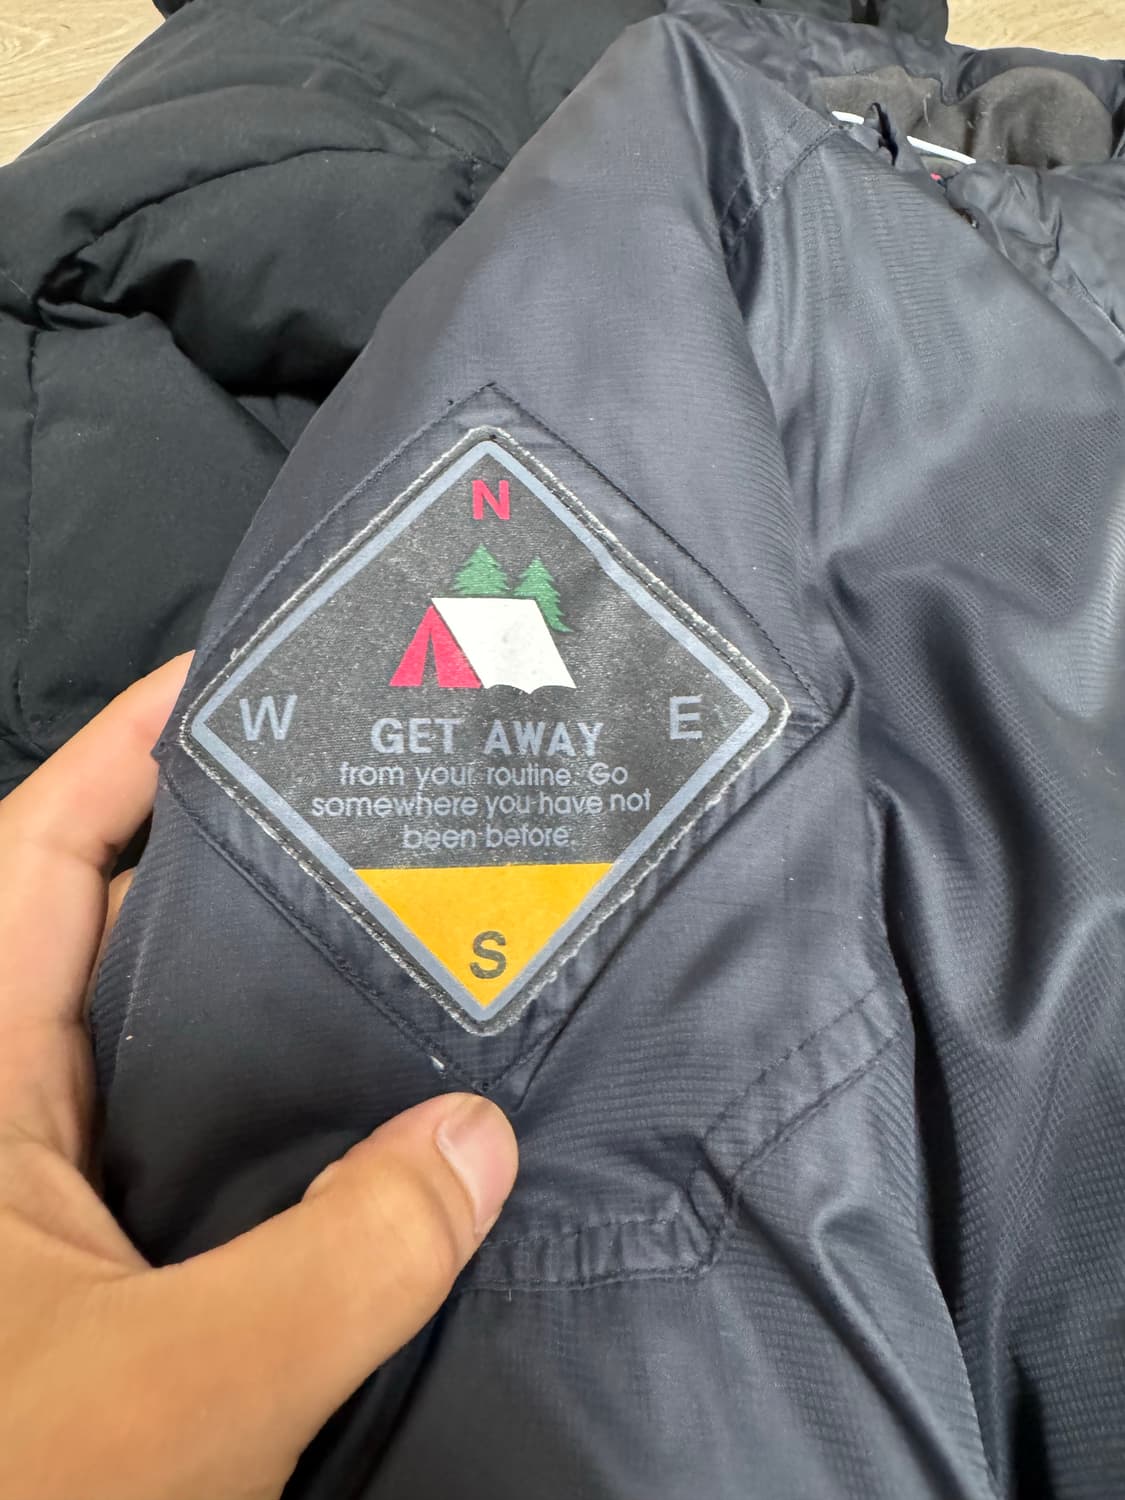 N
W
E
GET AWAY
from your routine. Go
somewhere you have not
been before.
S